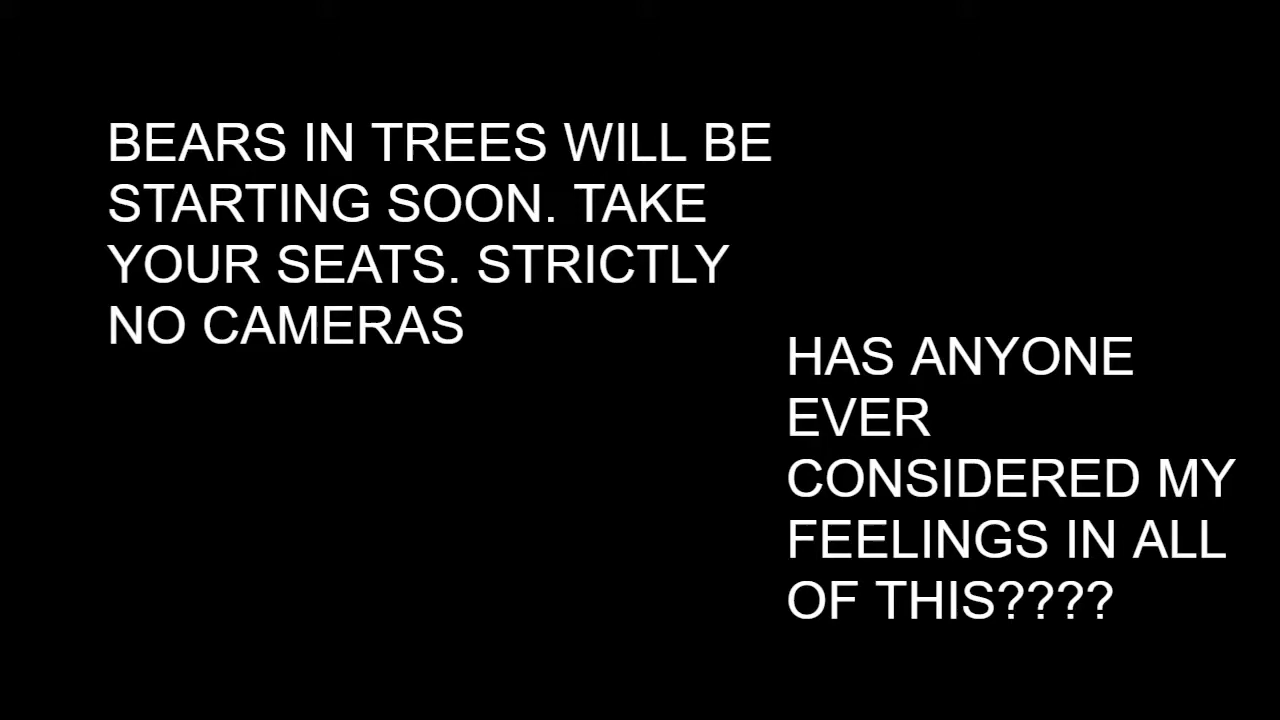 BEARS IN TREES WILL BE
STARTING SOON. TAKE
YOUR SEATS. STRICTLY
NO CAMERAS
HAS ANYONE
EVER
CONSIDERED MY
FEELINGS IN ALL
OF THIS????